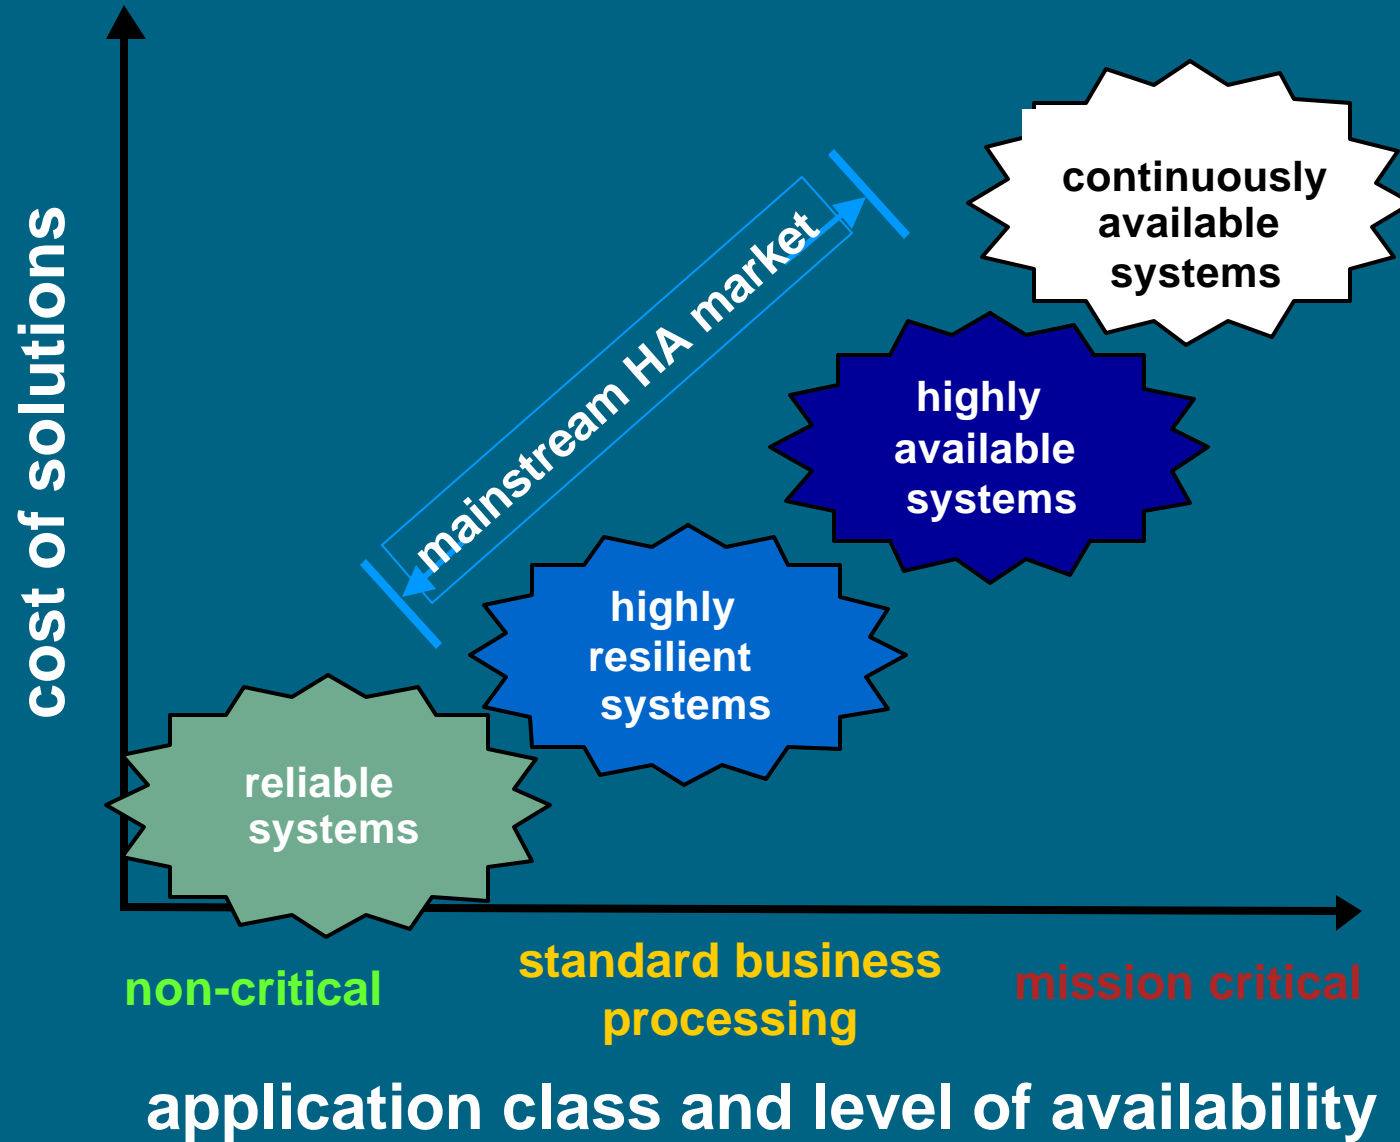 cost of solutions
mainstream HA market
continuously
available
systems
highly
available
systems
highly
resilient
systems
reliable
systems
non-critical
standard business
processing
mission critical
application class and level of availability